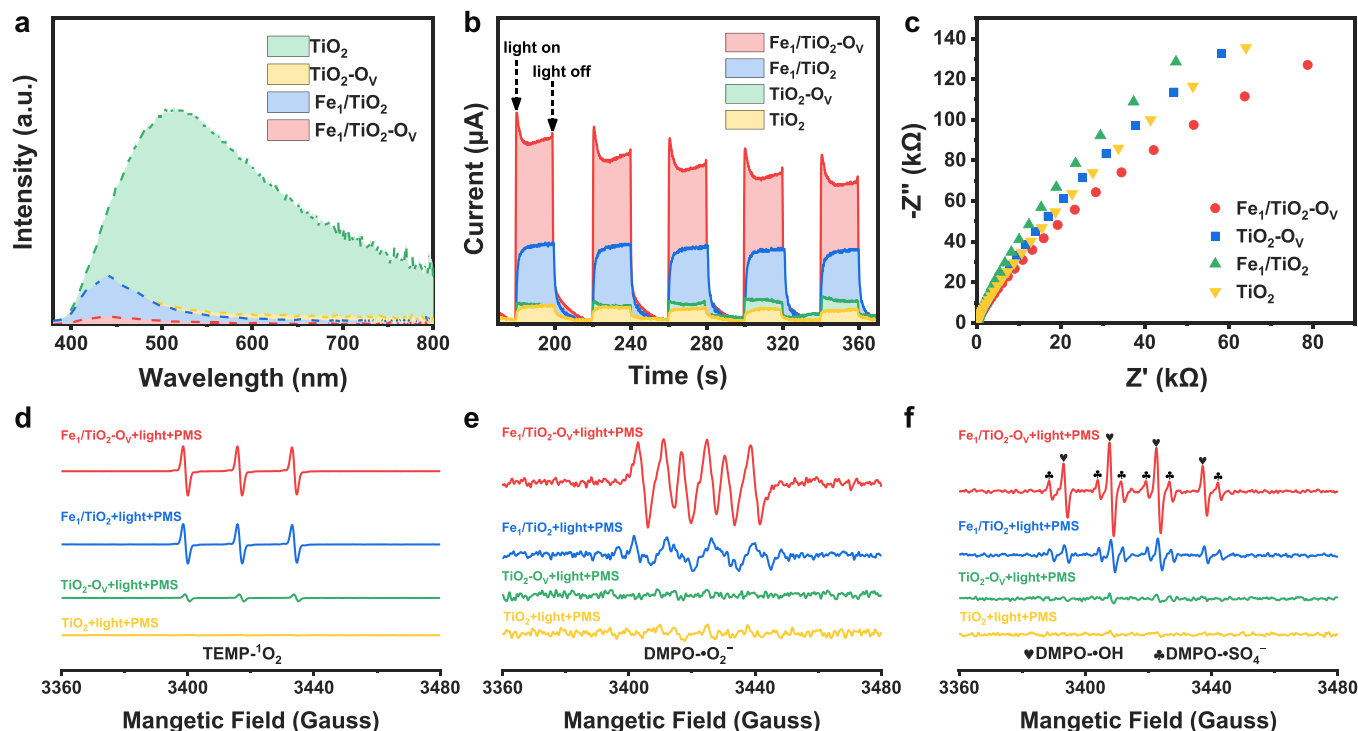 a
TiO₂
TiO₂-Oᵥ
Fe₁/TiO₂
Fe₁/TiO₂-Oᵥ
Intensity (a.u.)
400 500 600 700 800
Wavelength (nm)
b
light on
light off
Fe₁/TiO₂-Oᵥ
Fe₁/TiO₂
TiO₂-Oᵥ
TiO₂
Current (μA)
200 240 280 320 360
Time (s)
c
140
120
100
80
60
40
20
0
-Z'' (kΩ)
Fe₁/TiO₂-Oᵥ
TiO₂-Oᵥ
Fe₁/TiO₂
TiO₂
0 20 40 60 80
Z' (kΩ)
d
Fe₁/TiO₂-Oᵥ+light+PMS
Fe₁/TiO₂+light+PMS
TiO₂-Oᵥ+light+PMS
TiO₂+light+PMS
TEMP-¹O₂
3360 3400 3440 3480
Mangetic Field (Gauss)
e
Fe₁/TiO₂-Oᵥ+light+PMS
Fe₁/TiO₂+light+PMS
TiO₂-Oᵥ+light+PMS
TiO₂+light+PMS
DMPO-•O₂⁻
3360 3400 3440 3480
Mangetic Field (Gauss)
f
Fe₁/TiO₂-Oᵥ+light+PMS
Fe₁/TiO₂+light+PMS
TiO₂-Oᵥ+light+PMS
TiO₂+light+PMS
♥DMPO-•OH ♣DMPO-•SO₄⁻
3360 3400 3440 3480
Mangetic Field (Gauss)